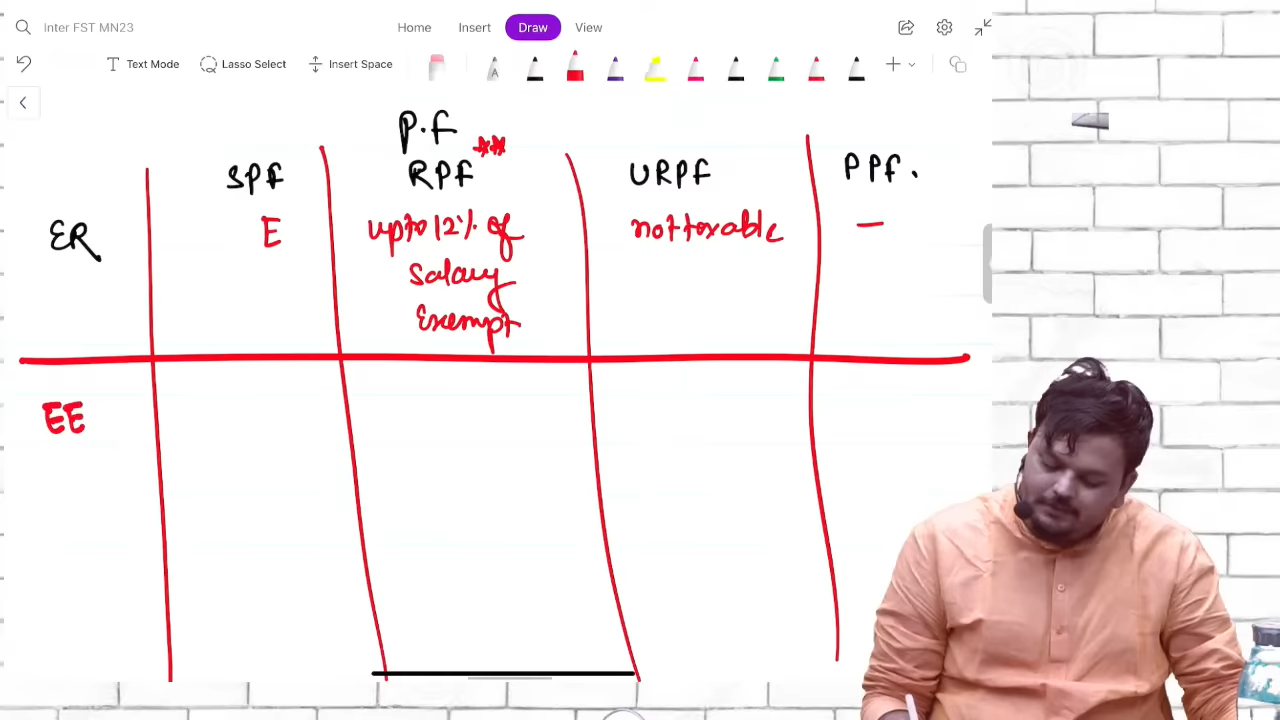 Inter FST MN23
Home Insert Draw View
Text Mode Lasso Select Insert Space
A
P.F
SPF RPF ** URPF PPF.
ER E upto 12% of not taxable —
Salary
Exempt
EE